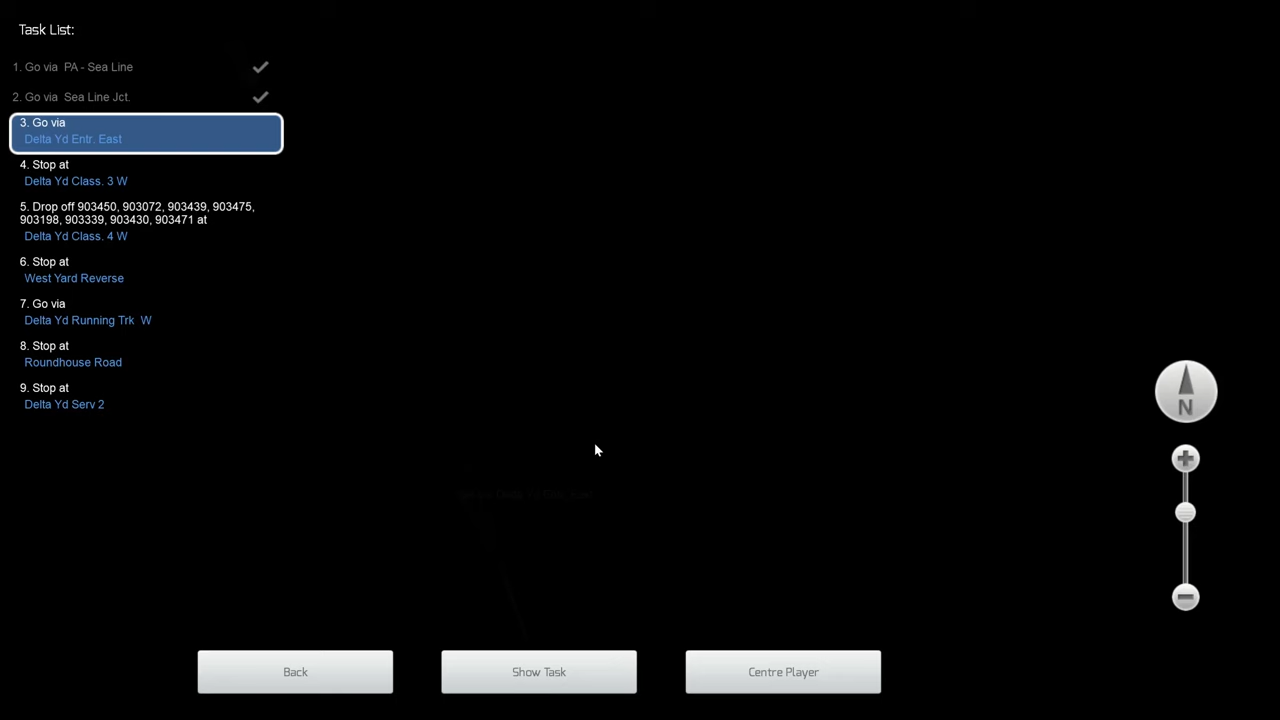 Task List:
1. Go via PA - Sea Line
2. Go via Sea Line Jct.
3. Go via
Delta Yd Entr. East
4. Stop at
Delta Yd Class. 3 W
5. Drop off 903450, 903072, 903439, 903475,
903198, 903339, 903430, 903471 at
Delta Yd Class. 4 W
6. Stop at
West Yard Reverse
7. Go via
Delta Yd Running Trk W
8. Stop at
Roundhouse Road
9. Stop at
Delta Yd Serv 2
N
Back
Show Task
Centre Player